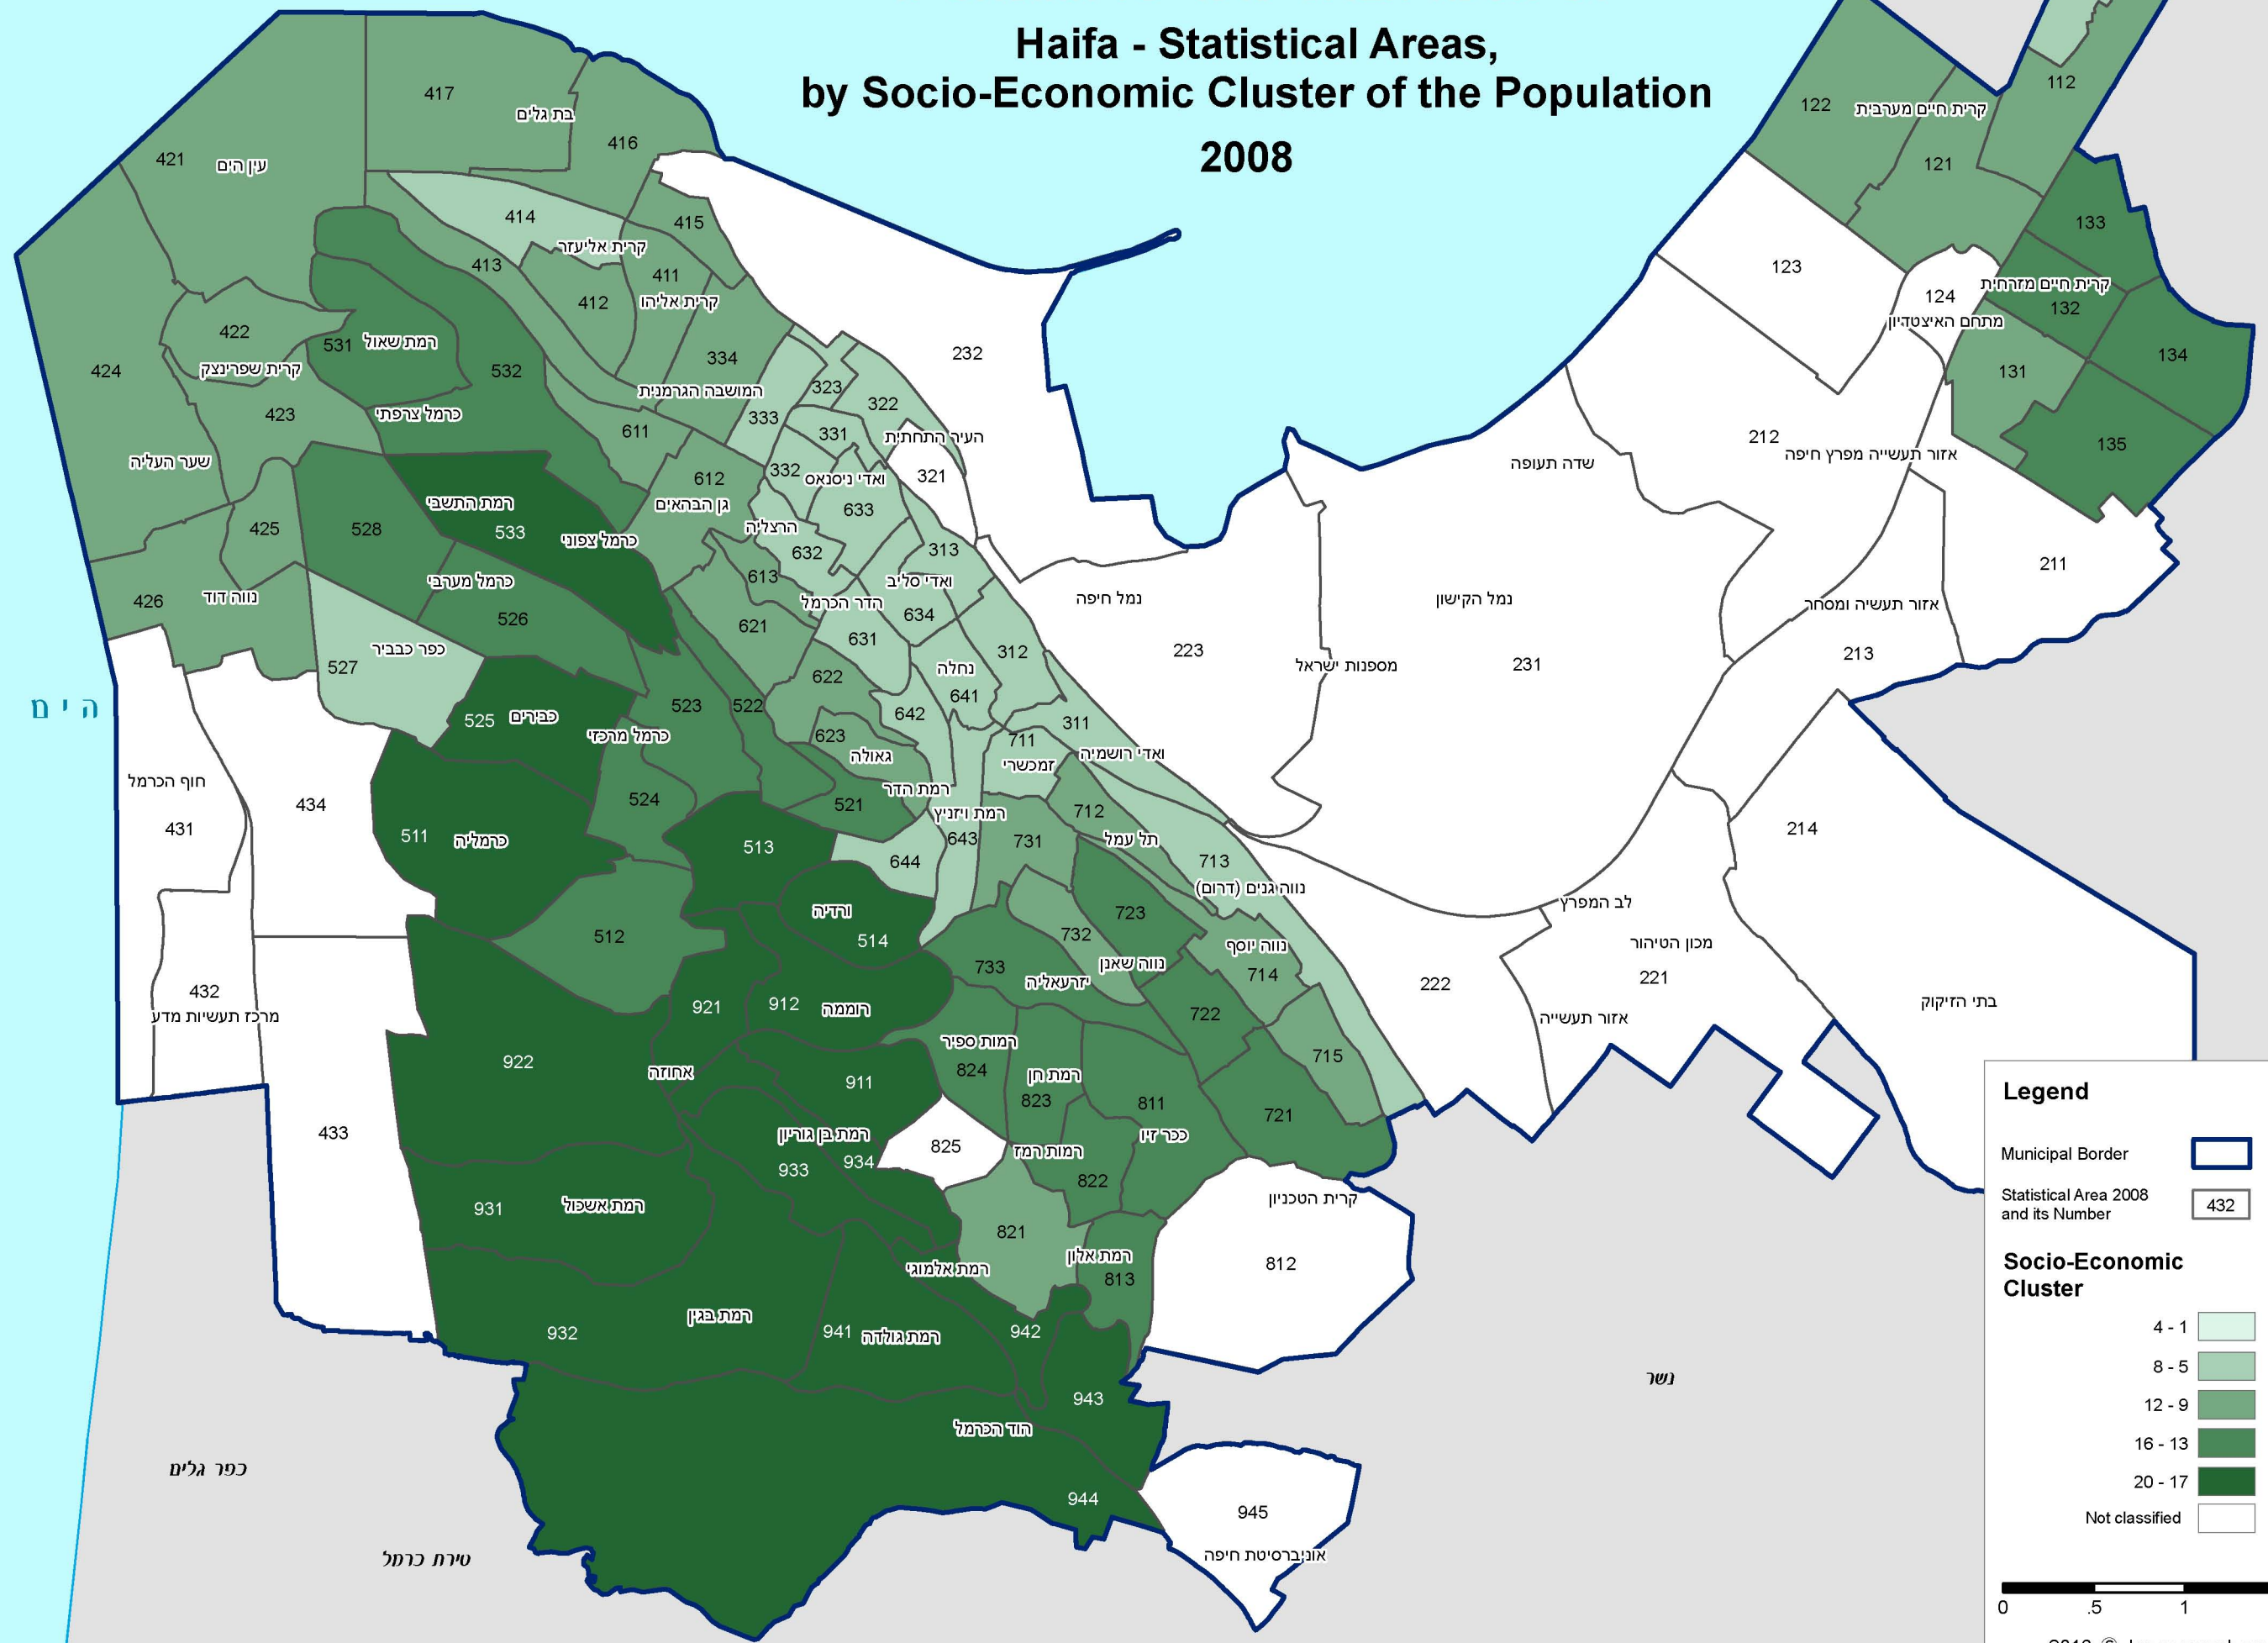 Haifa - Statistical Areas,
by Socio-Economic Cluster of the Population
2008
417
בת גלים
416
421
עין הים
414
415
קרית אליעזר
413
411
412
קרית אליהו
422
531
רמת שאול
334
קרית שפרינצק
424
532
המושבה הגרמנית
323
322
232
423
כרמל צרפתי
333
331
העיר התחתית
611
שער העליה
332
ואדי ניסנאס
321
612
גן הבהאים
רמת התשבי
533
633
425
528
הרצליה
כרמל צפוני
632
313
613
ואדי סליב
כרמל מערבי
426
נווה דוד
526
הדר הכרמל
634
621
631
כפר כבביר
527
נחלה
312
622
641
525
כבירים
523
522
642
311
כרמל מרכזי
623
711
ואדי רושמיה
גאולה
זמכשרי
הים
חוף הכרמל
431
434
524
521
רמת הדר
רמת ויזניץ
712
511
כרמליה
513
643
731
תל עמל
644
713
נווה גנים (דרום)
ורדיה
514
723
512
732
נווה יוסף
733
נווה שאנן
714
יזרעאליה
432
מרכז תעשיות מדע
921
912
רוממה
722
922
רמות ספיר
715
אחוזה
911
824
רמת חן
823
811
721
433
רמת בן גוריון
825
רמות רמז
ככר זיו
933
934
822
931
רמת אשכול
821
קרית הטכניון
רמת אלון
רמת אלמוגי
813
812
932
רמת בגין
941
רמת גולדה
942
943
הוד הכרמל
944
945
אוניברסיטת חיפה
כפר גלים
טירת כרמל
נשר
112
122
קרית חיים מערבית
121
133
123
קרית חיים מזרחית
124
132
מתחם האיצטדיון
134
131
212
אזור תעשייה מפרץ חיפה
135
שדה תעופה
211
נמל חיפה
נמל הקישון
אזור תעשיה ומסחר
223
מספנות ישראל
231
213
214
לב המפרץ
מכון הטיהור
222
221
אזור תעשייה
בתי הזיקוק
Legend
Municipal Border
Statistical Area 2008
and its Number
432
Socio-Economic
Cluster
4 - 1
8 - 5
12 - 9
16 - 13
20 - 17
Not classified
0 .5 1